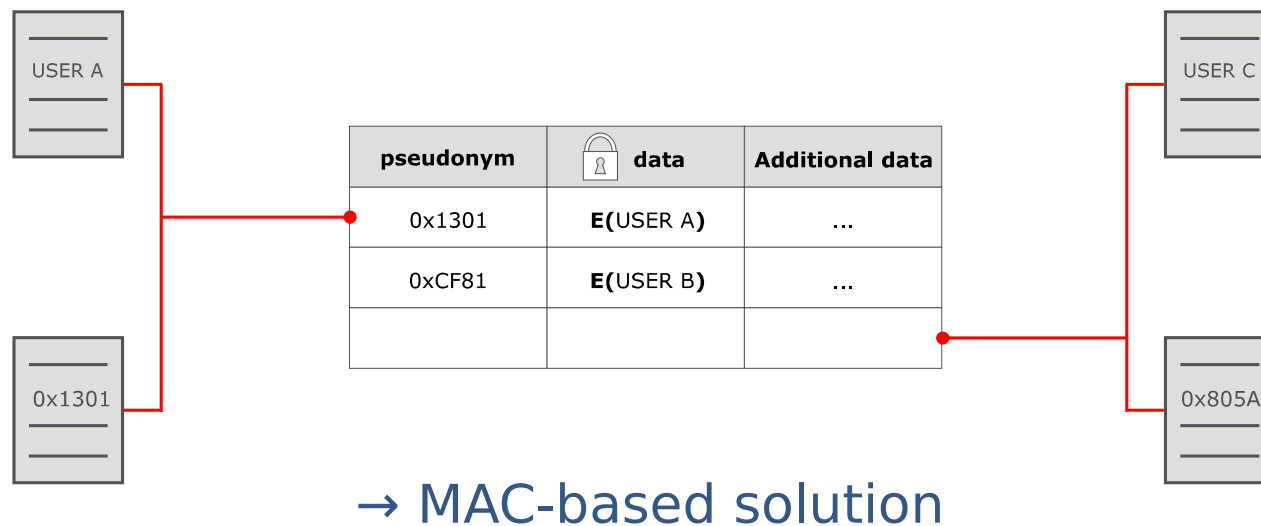 USER A
USER C
pseudonym data Additional data
0x1301 E(USER A) ...
0xCF81 E(USER B) ...
0x1301
0x805A
→ MAC-based solution